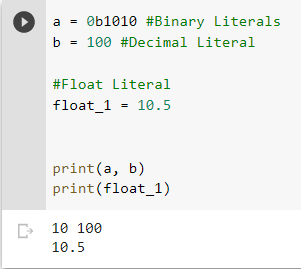 a = 0b1010 #Binary Literals
b = 100 #Decimal Literal
#Float Literal
float_1 = 10.5
print(a, b)
print(float_1)
10 100
10.5